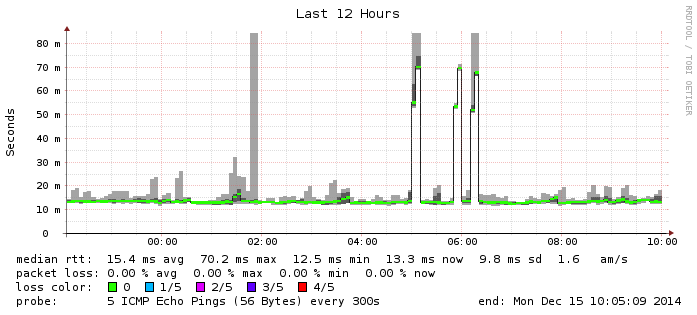 Last 12 Hours
RRDTOOL / TOBI OETIKER
Seconds
80 m
70 m
60 m
50 m
40 m
30 m
20 m
10 m
0
00:00 02:00 04:00 06:00 08:00 10:00
median rtt: 15.4 ms avg 70.2 ms max 12.5 ms min 13.3 ms now 9.8 ms sd 1.6 am/s
packet loss: 0.00 % avg 0.00 % max 0.00 % min 0.00 % now
loss color: 0 1/5 2/5 3/5 4/5
probe: 5 ICMP Echo Pings (56 Bytes) every 300s end: Mon Dec 15 10:05:09 2014